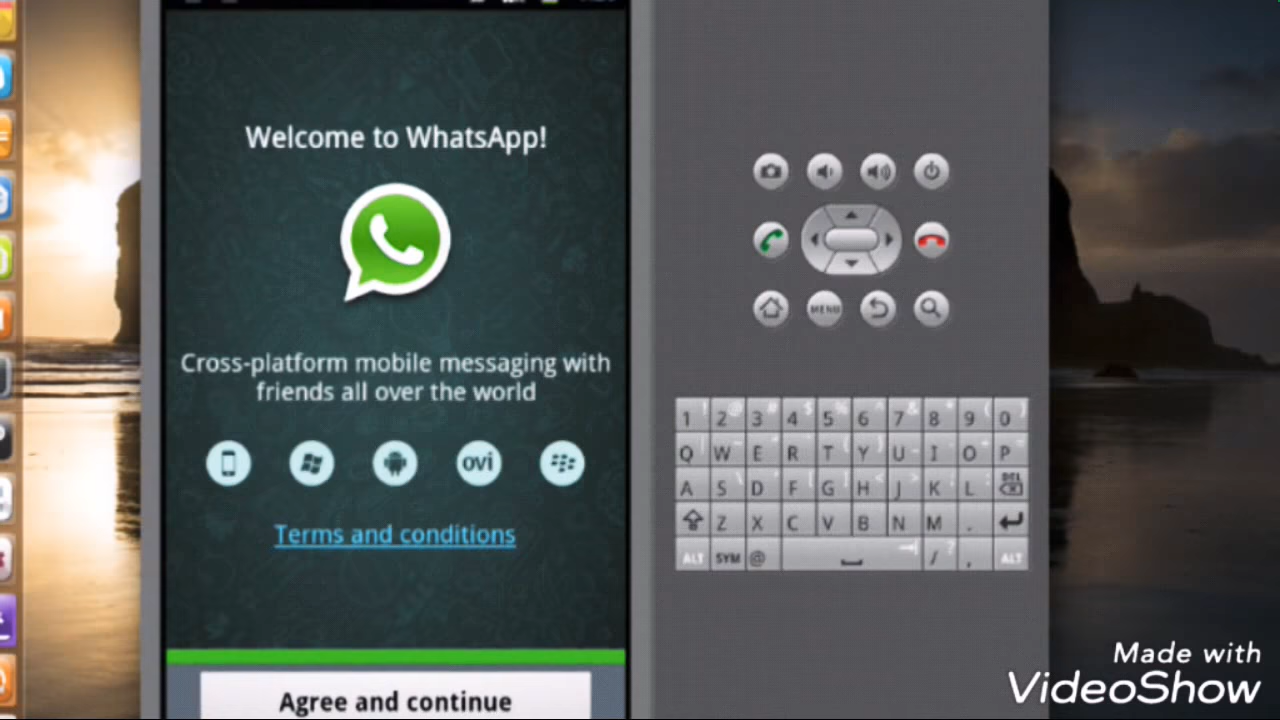 Welcome to WhatsApp!
Cross-platform mobile messaging with
friends all over the world
ovi
Terms and conditions
Agree and continue
MENU
1 ! 2 @ 3 # 4 $ 5 % 6 ^ 7 & 8 * 9 ( 0 )
Q W E R T Y U I O P
A S D F G H J K L DEL
Z X C V B N M .
ALT SYM @ / ? , ALT
Made with
VideoShow